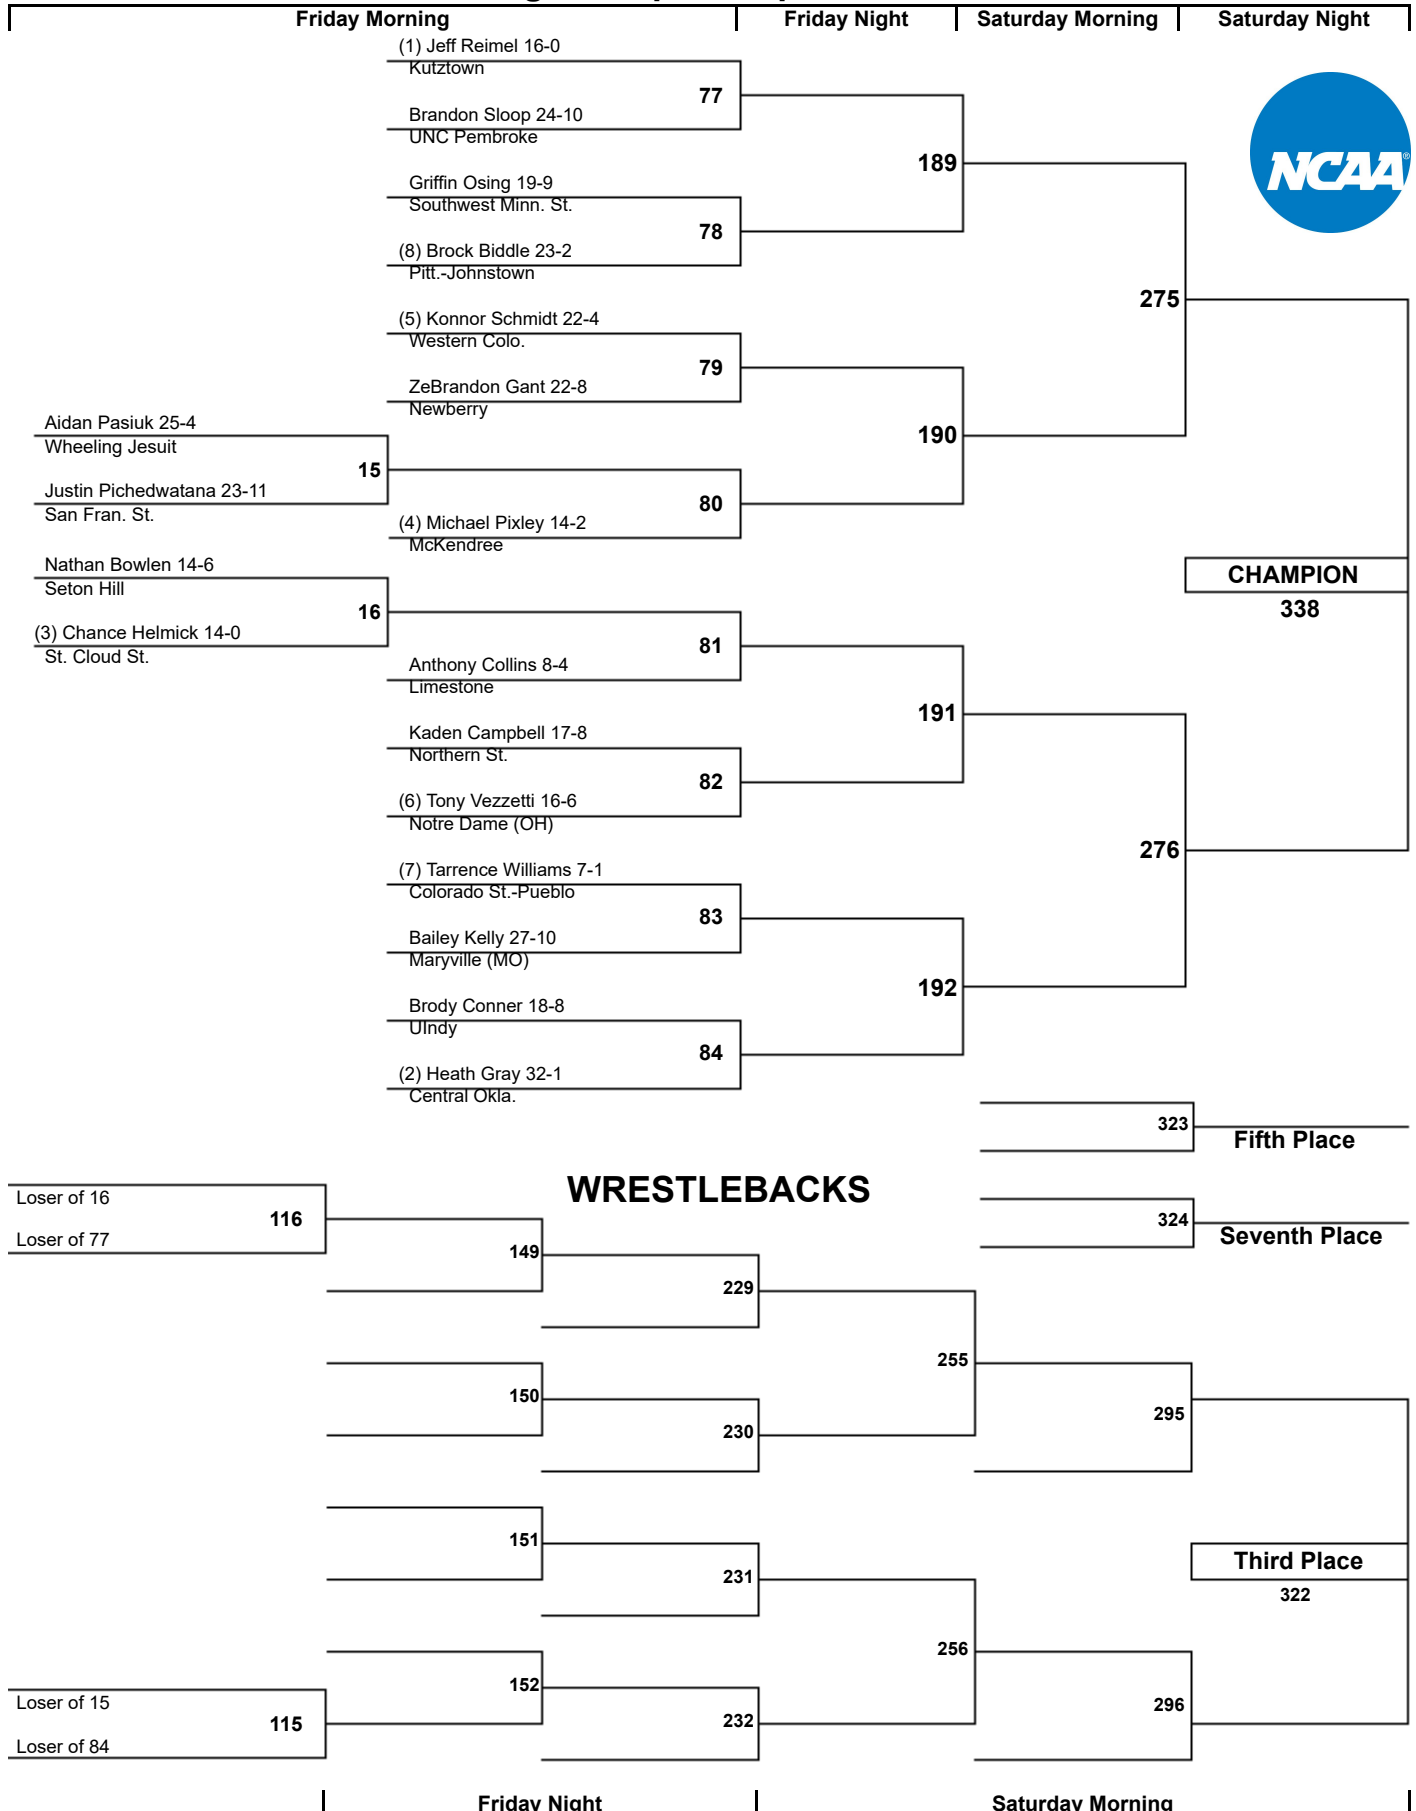 Friday Morning Friday Night Saturday Morning Saturday Night
(1) Jeff Reimel 16-0
Kutztown
77
Brandon Sloop 24-10
UNC Pembroke
189
Griffin Osing 19-9
Southwest Minn. St.
78
(8) Brock Biddle 23-2
Pitt.-Johnstown
NCAA®
275
(5) Konnor Schmidt 22-4
Western Colo.
79
ZeBrandon Gant 22-8
Newberry
190
Aidan Pasiuk 25-4
Wheeling Jesuit
15
Justin Pichedwatana 23-11
San Fran. St.
80
(4) Michael Pixley 14-2
McKendree
CHAMPION
338
Nathan Bowlen 14-6
Seton Hill
16
(3) Chance Helmick 14-0
St. Cloud St.
81
Anthony Collins 8-4
Limestone
191
Kaden Campbell 17-8
Northern St.
82
(6) Tony Vezzetti 16-6
Notre Dame (OH)
276
(7) Tarrence Williams 7-1
Colorado St.-Pueblo
83
Bailey Kelly 27-10
Maryville (MO)
192
Brody Conner 18-8
UIndy
84
(2) Heath Gray 32-1
Central Okla.
323
Fifth Place
WRESTLEBACKS
324
Seventh Place
Loser of 16
116
Loser of 77
149
229
255
150
230
295
151
231
Third Place
322
256
152
296
Loser of 15
115
232
Loser of 84
Friday Night Saturday Morning